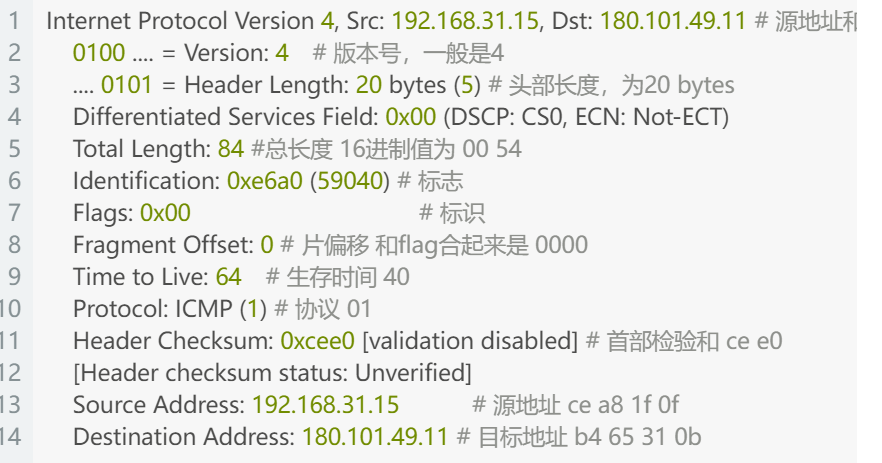 1 Internet Protocol Version 4, Src: 192.168.31.15, Dst: 180.101.49.11 # 源地址和
2 0100 .... = Version: 4 # 版本号，一般是4
3 .... 0101 = Header Length: 20 bytes (5) # 头部长度，为20 bytes
4 Differentiated Services Field: 0x00 (DSCP: CS0, ECN: Not-ECT)
5 Total Length: 84 #总长度 16进制值为 00 54
6 Identification: 0xe6a0 (59040) # 标志
7 Flags: 0x00 # 标识
8 Fragment Offset: 0 # 片偏移 和flag合起来是 0000
9 Time to Live: 64 # 生存时间 40
10 Protocol: ICMP (1) # 协议 01
11 Header Checksum: 0xcee0 [validation disabled] # 首部检验和 ce e0
12 [Header checksum status: Unverified]
13 Source Address: 192.168.31.15 # 源地址 ce a8 1f 0f
14 Destination Address: 180.101.49.11 # 目标地址 b4 65 31 0b